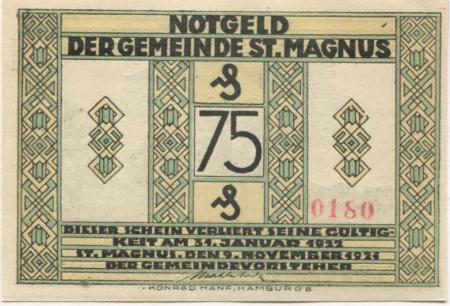 NOTGELD
DER GEMEINDE ST. MAGNUS
75
0180
DIESER SCHEIN VERLIERT SEINE GÜLTIG-
KEIT AM 31. JANUAR 1922
ST. MAGNUS, DEN 9. NOVEMBER 1921
DER GEMEINDEVORSTEHER
KONRAD HANF, HAMBURG 8